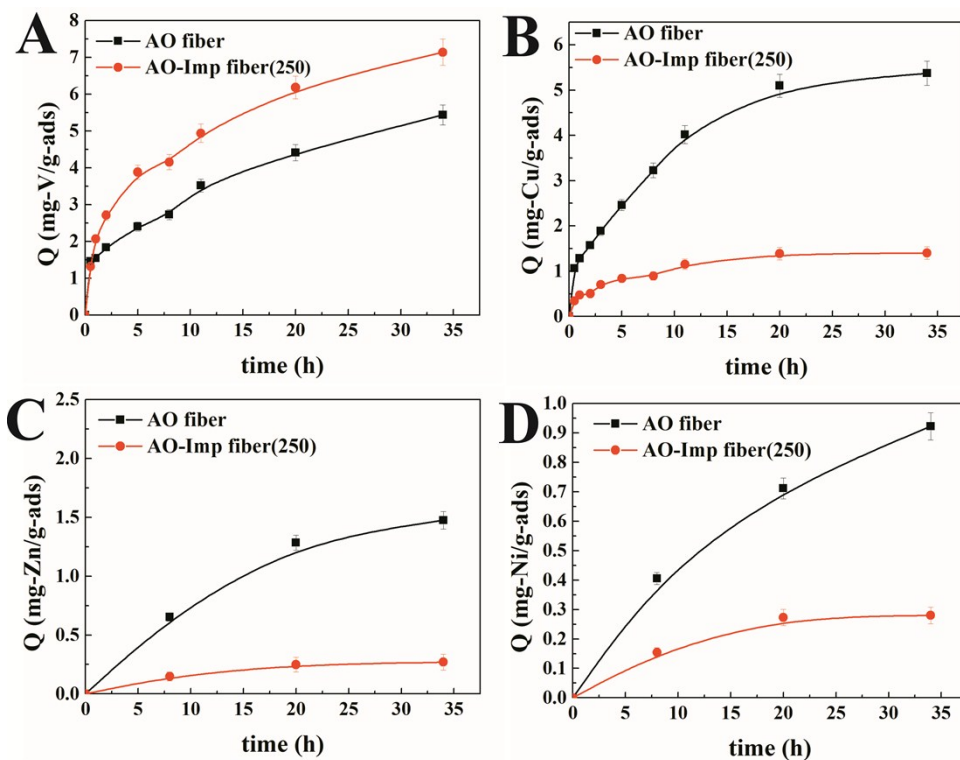 A
AO fiber
AO-Imp fiber(250)
Q (mg-V/g-ads)
8
7
6
5
4
3
2
1
0
0 5 10 15 20 25 30 35
time (h)
B
AO fiber
AO-Imp fiber(250)
Q (mg-Cu/g-ads)
6
5
4
3
2
1
0
0 5 10 15 20 25 30 35
time (h)
C
AO fiber
AO-Imp fiber(250)
Q (mg-Zn/g-ads)
2.5
2.0
1.5
1.0
0.5
0.0
0 5 10 15 20 25 30 35
time (h)
D
AO fiber
AO-Imp fiber(250)
Q (mg-Ni/g-ads)
1.0
0.9
0.8
0.7
0.6
0.5
0.4
0.3
0.2
0.1
0.0
0 5 10 15 20 25 30 35
time (h)